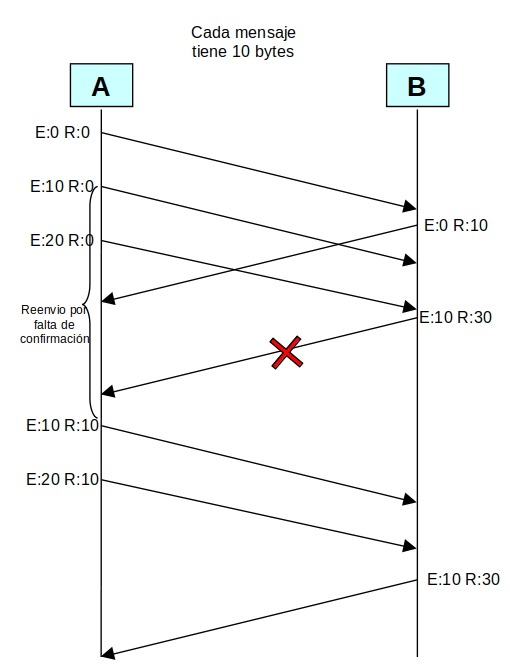 Cada mensaje
tiene 10 bytes
A
B
E:0 R:0
E:10 R:0
E:0 R:10
E:20 R:0
Reenvio por
falta de
confirmación
E:10 R:30
E:10 R:10
E:20 R:10
E:10 R:30